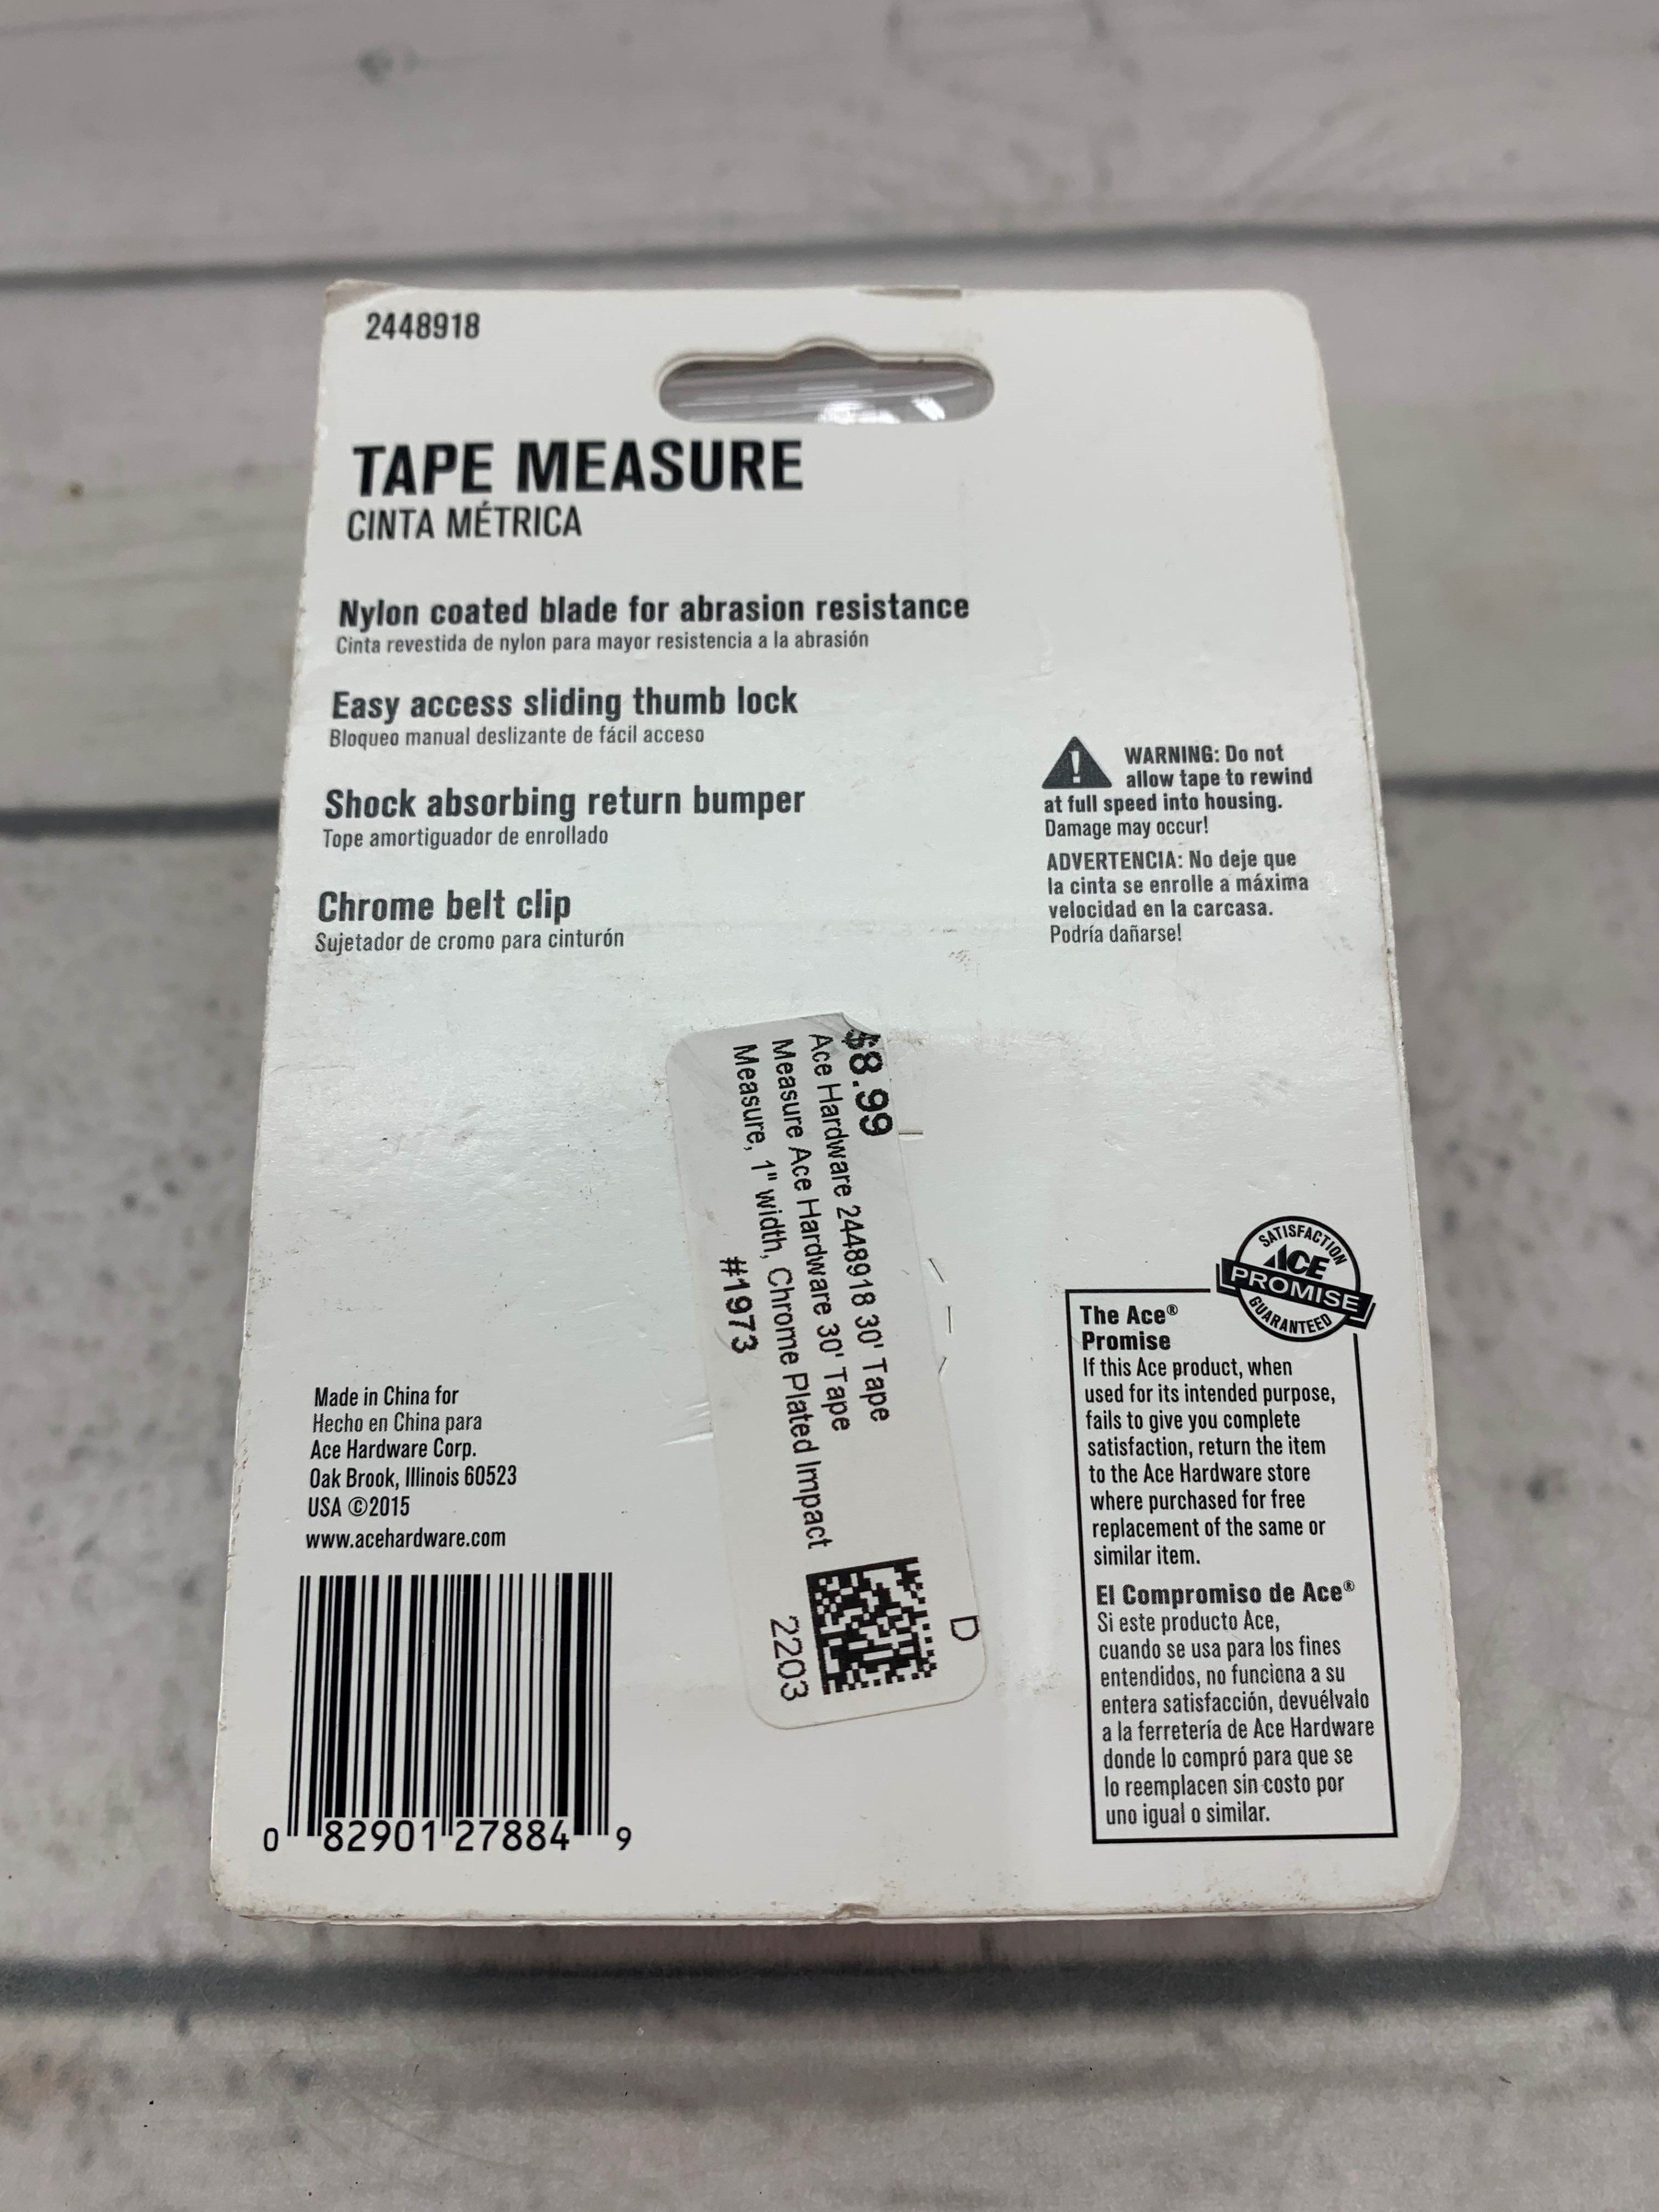 2448918
TAPE MEASURE
CINTA MÉTRICA
Nylon coated blade for abrasion resistance
Cinta revestida de nylon para mayor resistencia a la abrasión
Easy access sliding thumb lock
Bloqueo manual deslizante de fácil acceso
Shock absorbing return bumper
Tope amortiguador de enrollado
Chrome belt clip
Sujetador de cromo para cinturón
WARNING: Do not
allow tape to rewind
at full speed into housing.
Damage may occur!
ADVERTENCIA: No deje que
la cinta se enrolle a máxima
velocidad en la carcasa.
Podría dañarse!
$8.99
Ace Hardware 2448918 30' Tape
Measure Ace Hardware 30' Tape
Measure, 1" width, Chrome Plated Impact
#1973
D
2203
Made in China for
Hecho en China para
Ace Hardware Corp.
Oak Brook, Illinois 60523
USA ©2015
www.acehardware.com
0 82901 27884 9
SATISFACTION
ACE
PROMISE
GUARANTEED
The Ace®
Promise
If this Ace product, when
used for its intended purpose,
fails to give you complete
satisfaction, return the item
to the Ace Hardware store
where purchased for free
replacement of the same or
similar item.
El Compromiso de Ace®
Si este producto Ace,
cuando se usa para los fines
entendidos, no funciona a su
entera satisfacción, devuélvalo
a la ferretería de Ace Hardware
donde lo compró para que se
lo reemplacen sin costo por
uno igual o similar.